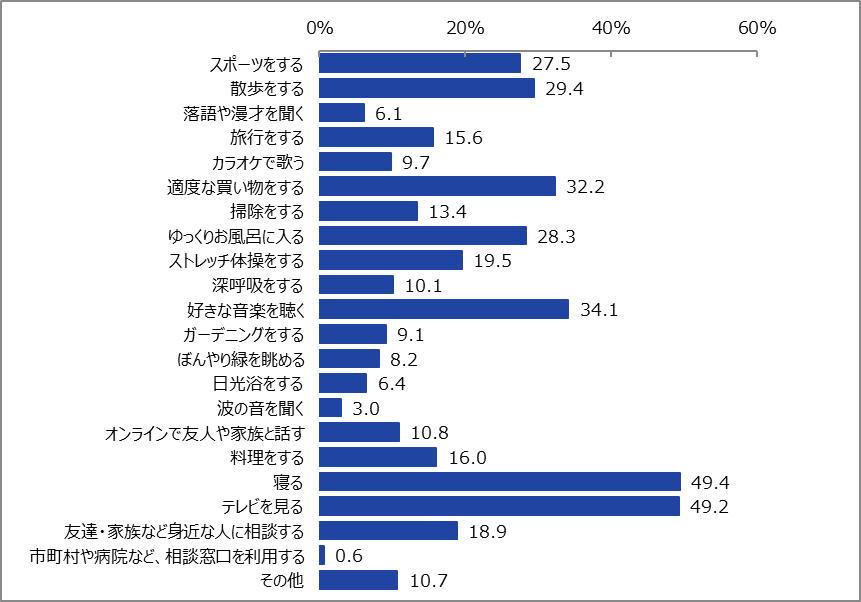 0% 20% 40% 60%
スポーツをする 27.5
散歩をする 29.4
落語や漫才を聞く 6.1
旅行をする 15.6
カラオケで歌う 9.7
適度な買い物をする 32.2
掃除をする 13.4
ゆっくりお風呂に入る 28.3
ストレッチ体操をする 19.5
深呼吸をする 10.1
好きな音楽を聴く 34.1
ガーデニングをする 9.1
ぼんやり緑を眺める 8.2
日光浴をする 6.4
波の音を聞く 3.0
オンラインで友人や家族と話す 10.8
料理をする 16.0
寝る 49.4
テレビを見る 49.2
友達・家族など身近な人に相談する 18.9
市町村や病院など、相談窓口を利用する 0.6
その他 10.7